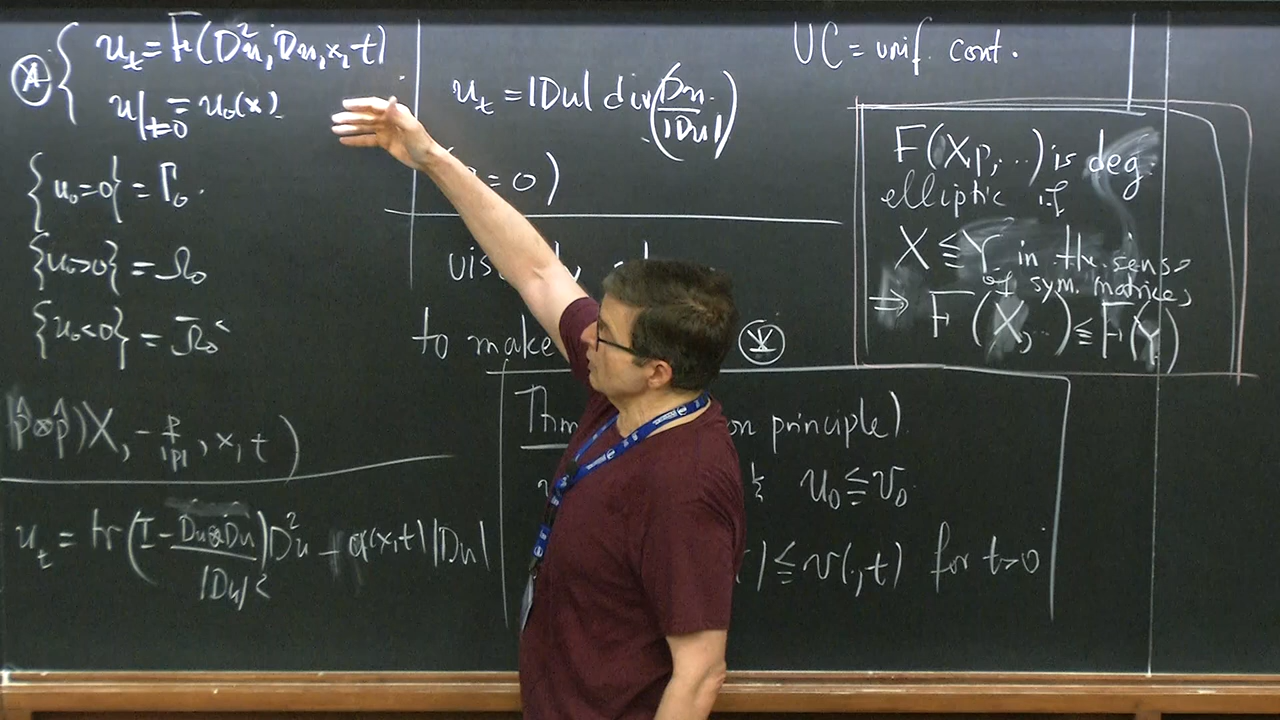 Ⓐ { u_t = F(D²u, Du, x, t)
u|_{t=0} = u_0(x)
{u_0=0} = Γ_0.
{u_0>0} = Ω_0
{u_0<0} = Ω̄_0^c
p̂⊗p̂)X, -p/|p|, x, t)
u_t = tr(I - Du⊗Du/|Du|²)D²u - α(x,t)|Du|
u_t = |Du| div(Du/|Du|)
= 0)
to make
Thm principle)
u_0 ≦ v_0
) ≦ v(·,t) for t>0
UC = unif. cont.
F(X,p,...) is deg.
elliptic if
X ≦ Y in the sense
of sym. matrices
⇒ F(X,...) ≦ F(Y)